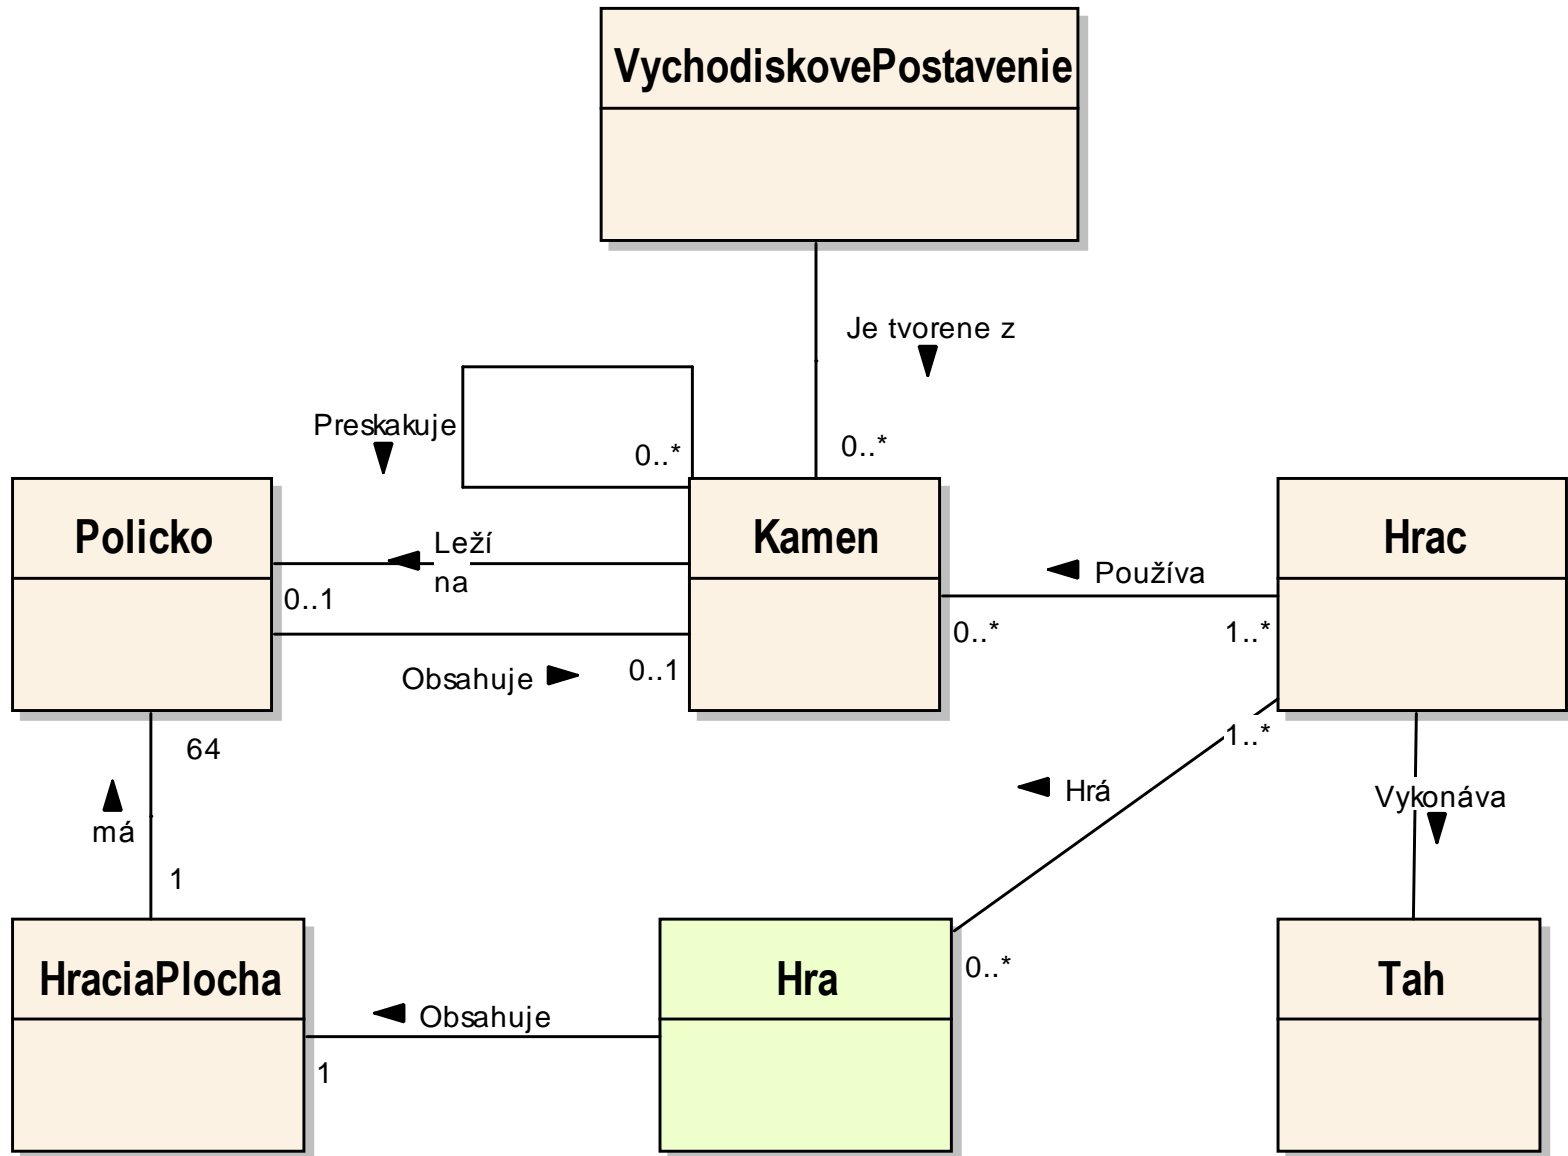 VychodiskovePostavenie
Je tvorene z
0..*
Preskakuje
0..*
Policko
Kamen
Hrac
Leží
na
0..1
Používa
0..*
1..*
Obsahuje
0..1
64
má
1
1..*
Hrá
0..*
Vykonáva
HraciaPlocha
Hra
Tah
Obsahuje
1